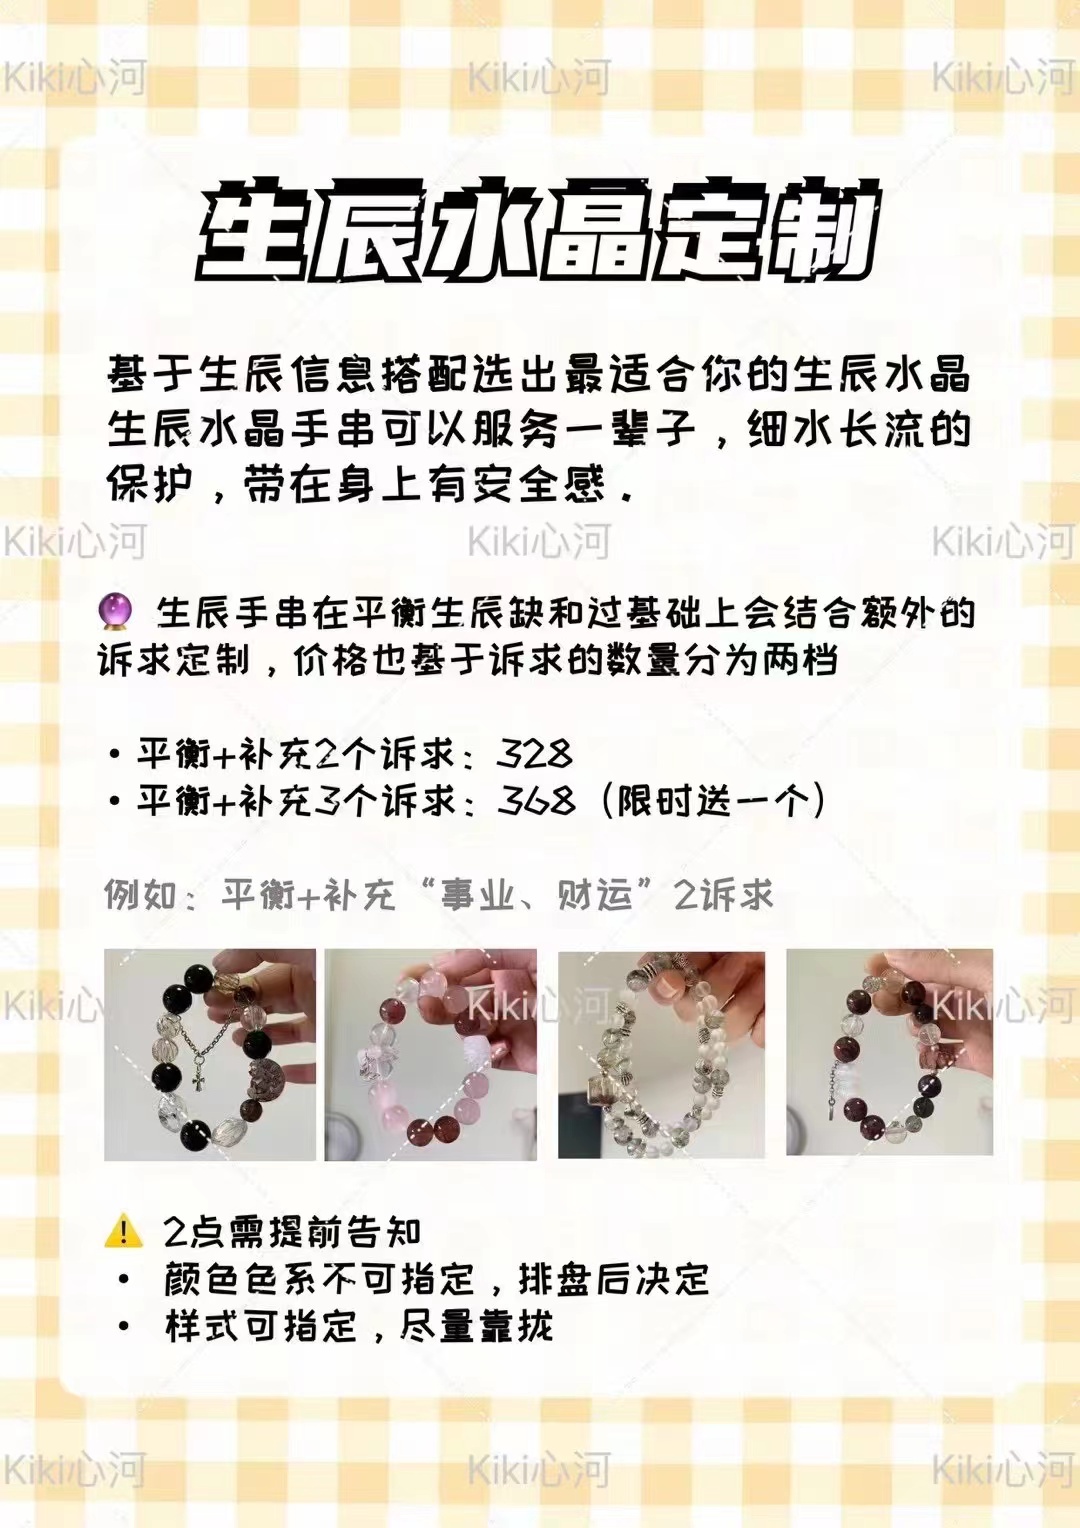 Kiki心河 Kiki心河 Kiki心河
生辰水晶定制
基于生辰信息搭配选出最适合你的生辰水晶
生辰水晶手串可以服务一辈子，细水长流的
保护，带在身上有安全感.
Kiki心河 Kiki心河 Kiki心河
生辰手串在平衡生辰缺和过基础上会结合额外的
诉求定制，价格也基于诉求的数量分为两档
• 平衡+补充2个诉求：328
• 平衡+补充3个诉求：368（限时送一个）
例如：平衡+补充“事业、财运”2诉求
Kiki心河 Kiki心河 Kiki心河
2点需提前告知
• 颜色色系不可指定，排盘后决定
• 样式可指定，尽量靠拢
Kiki心河 Kiki心河 Kiki心河